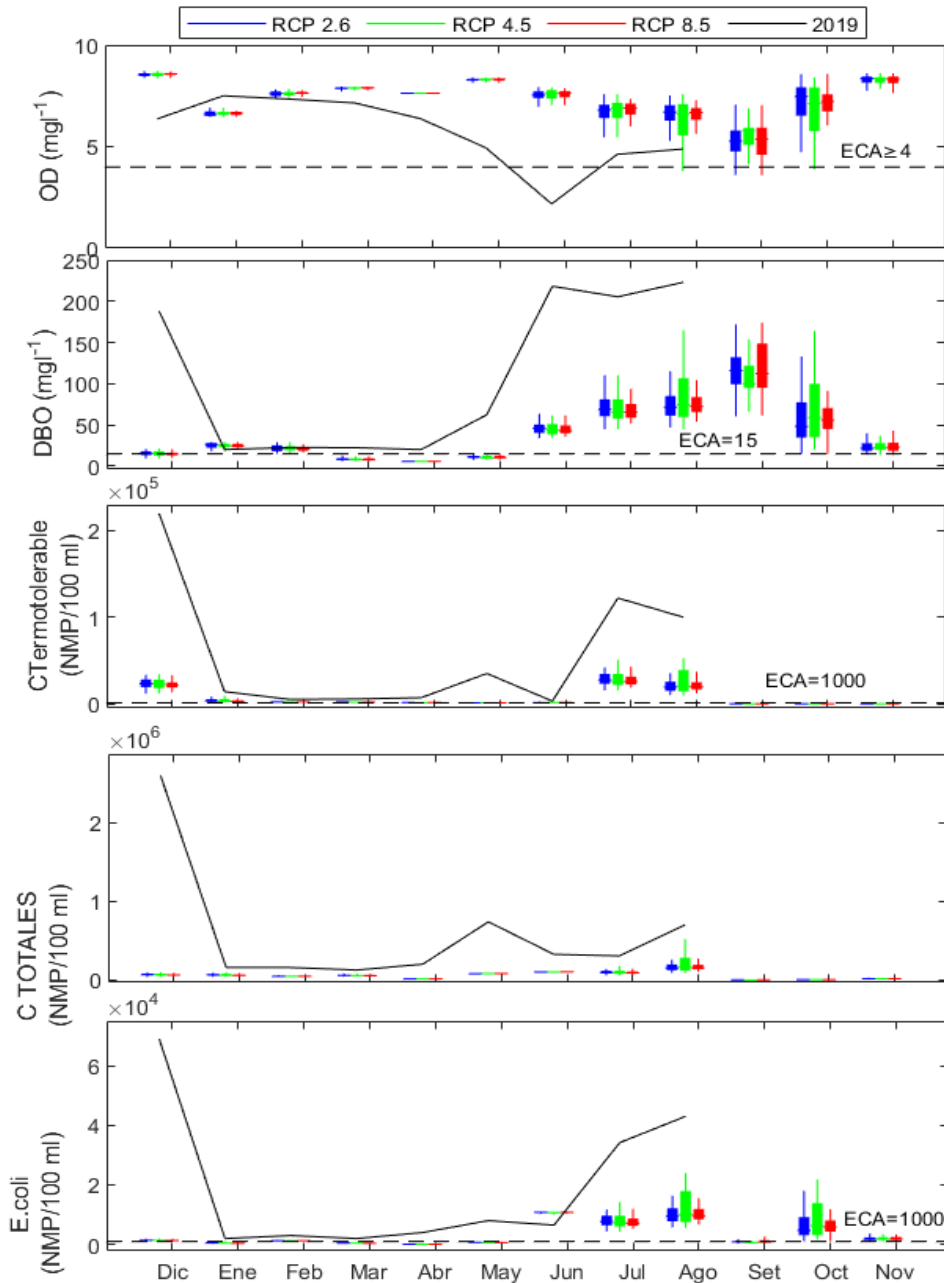 RCP 2.6 RCP 4.5 RCP 8.5 2019
10
5
0
OD (mgl⁻¹)
ECA≥4
250
200
150
100
50
0
DBO (mgl⁻¹)
ECA=15
×10⁵
2
1
0
CTermotolerable
(NMP/100 ml)
ECA=1000
×10⁶
2
1
0
C TOTALES
(NMP/100 ml)
×10⁴
6
4
2
0
E.coli
(NMP/100 ml)
ECA=1000
Dic Ene Feb Mar Abr May Jun Jul Ago Set Oct Nov